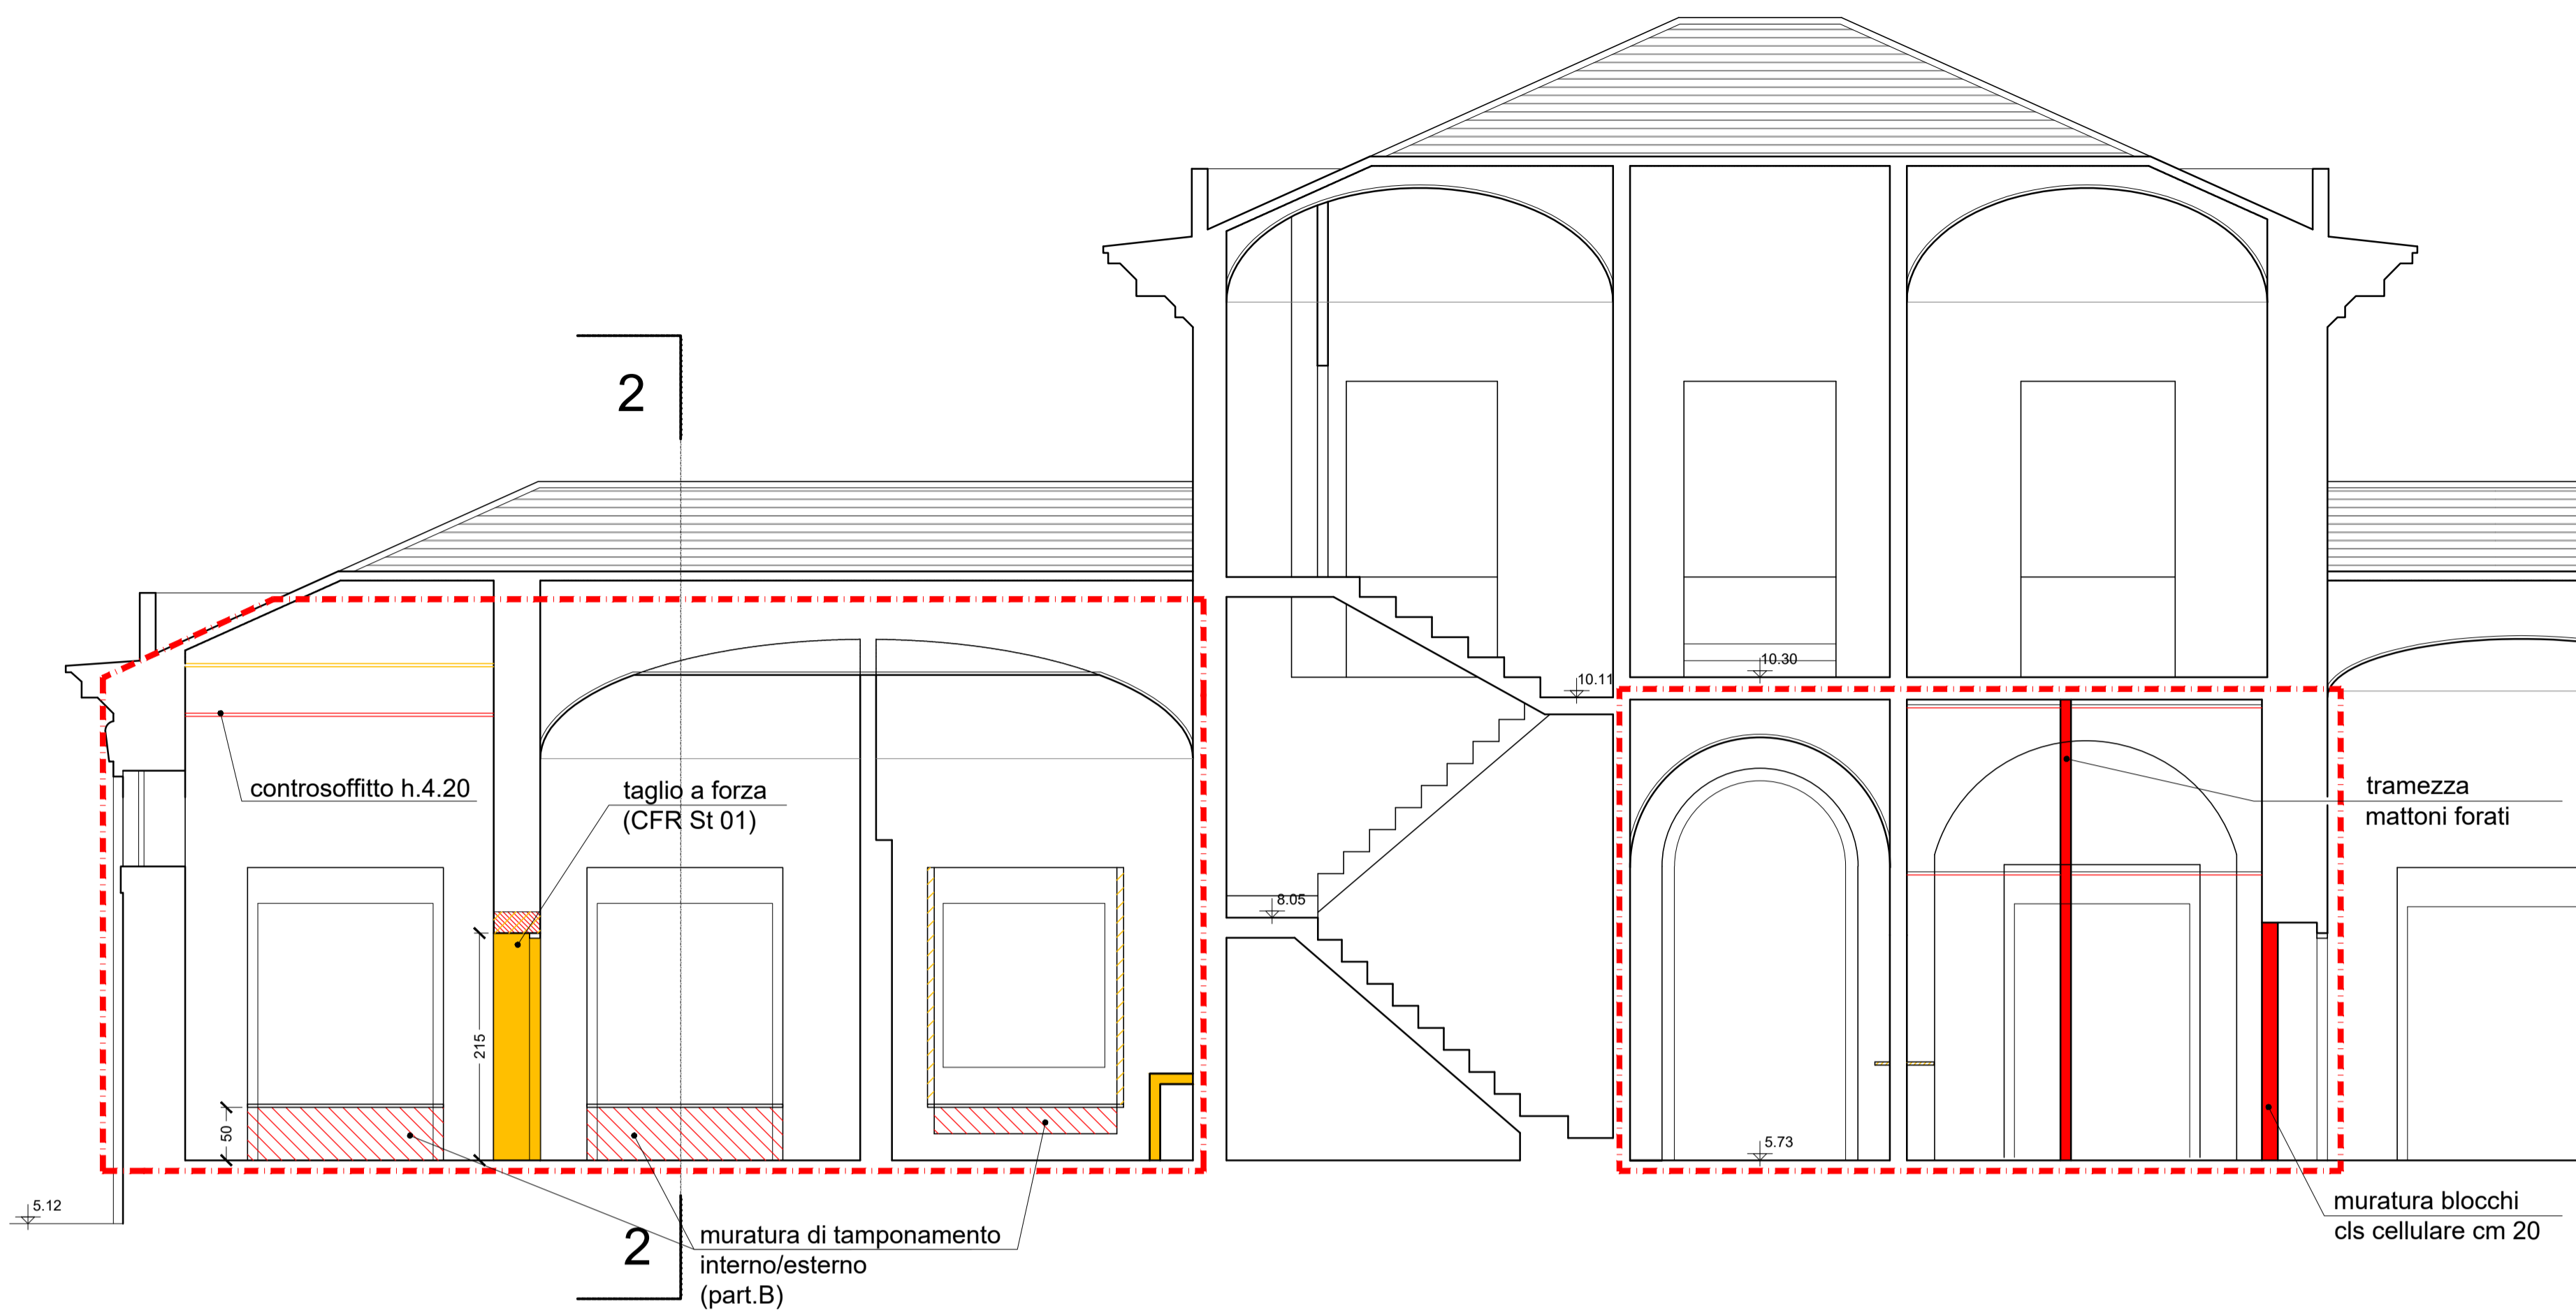 2
10.30
10.11
controsoffitto h.4.20
taglio a forza
(CFR St 01)
tramezza
mattoni forati
8.05
215
50
5.73
5.12
muratura blocchi
cls cellulare cm 20
2
muratura di tamponamento
interno/esterno
(part.B)